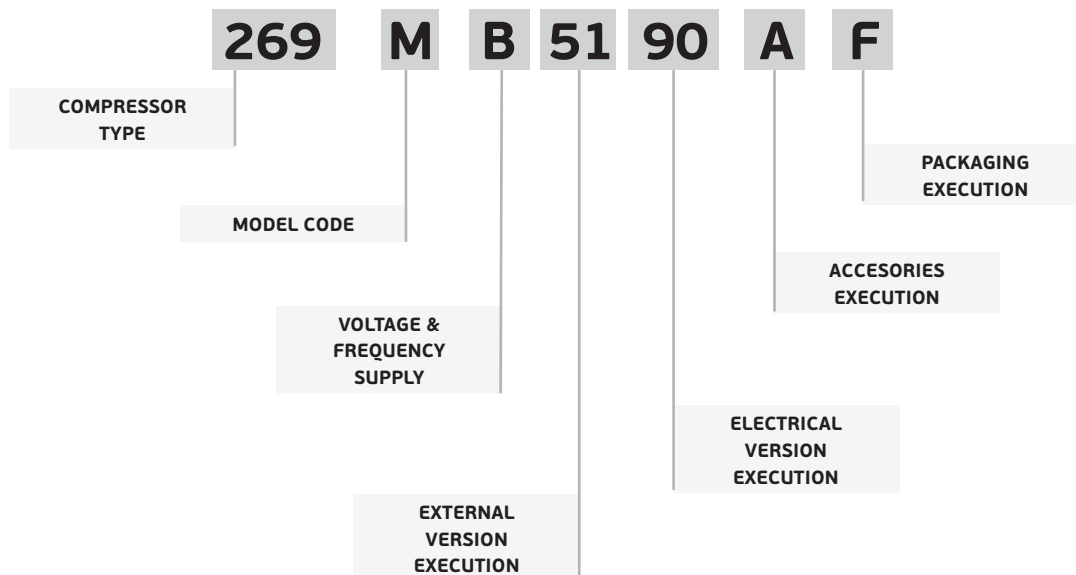 269 M B 51 90 A F
COMPRESSOR
TYPE
PACKAGING
EXECUTION
MODEL CODE
ACCESORIES
EXECUTION
VOLTAGE &
FREQUENCY
SUPPLY
ELECTRICAL
VERSION
EXECUTION
EXTERNAL
VERSION
EXECUTION